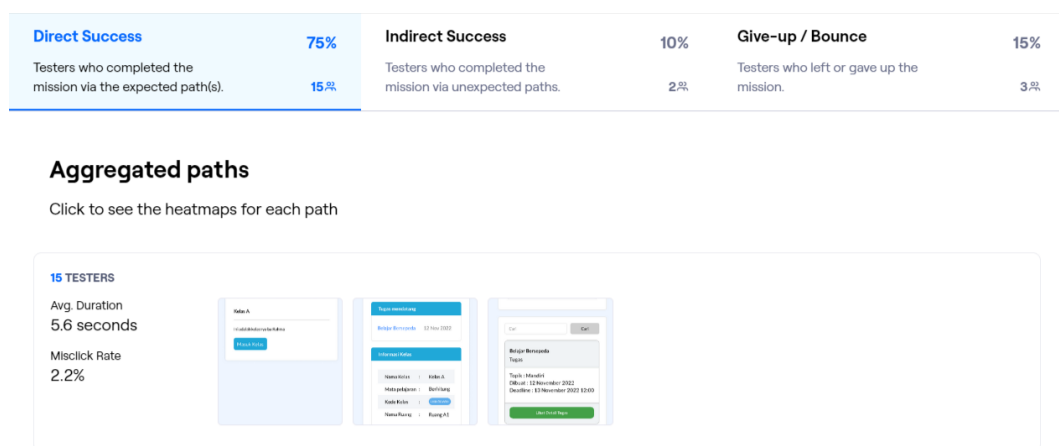 Direct Success
75%
Testers who completed the
mission via the expected path(s).
15
Indirect Success
10%
Testers who completed the
mission via unexpected paths.
2
Give-up / Bounce
15%
Testers who left or gave up the
mission.
3
Aggregated paths
Click to see the heatmaps for each path
15 TESTERS
Avg. Duration
5.6 seconds
Misclick Rate
2.2%
Kelas A
Masuk Kelas
Tugas mendatang
Belajar Bersepeda 12 Nov 2022
Informasi Kelas
Nama Kelas : Kelas A
Mata pelajaran : Berhitung
Kode Kelas :
Nama Ruang : Ruang A1
Cari
Cari
Belajar Bersepeda
Tugas
Topik : Mandiri
Dibuat : 12 November 2022
Deadline : 13 November 2022 12:00
Lihat Detail Tugas